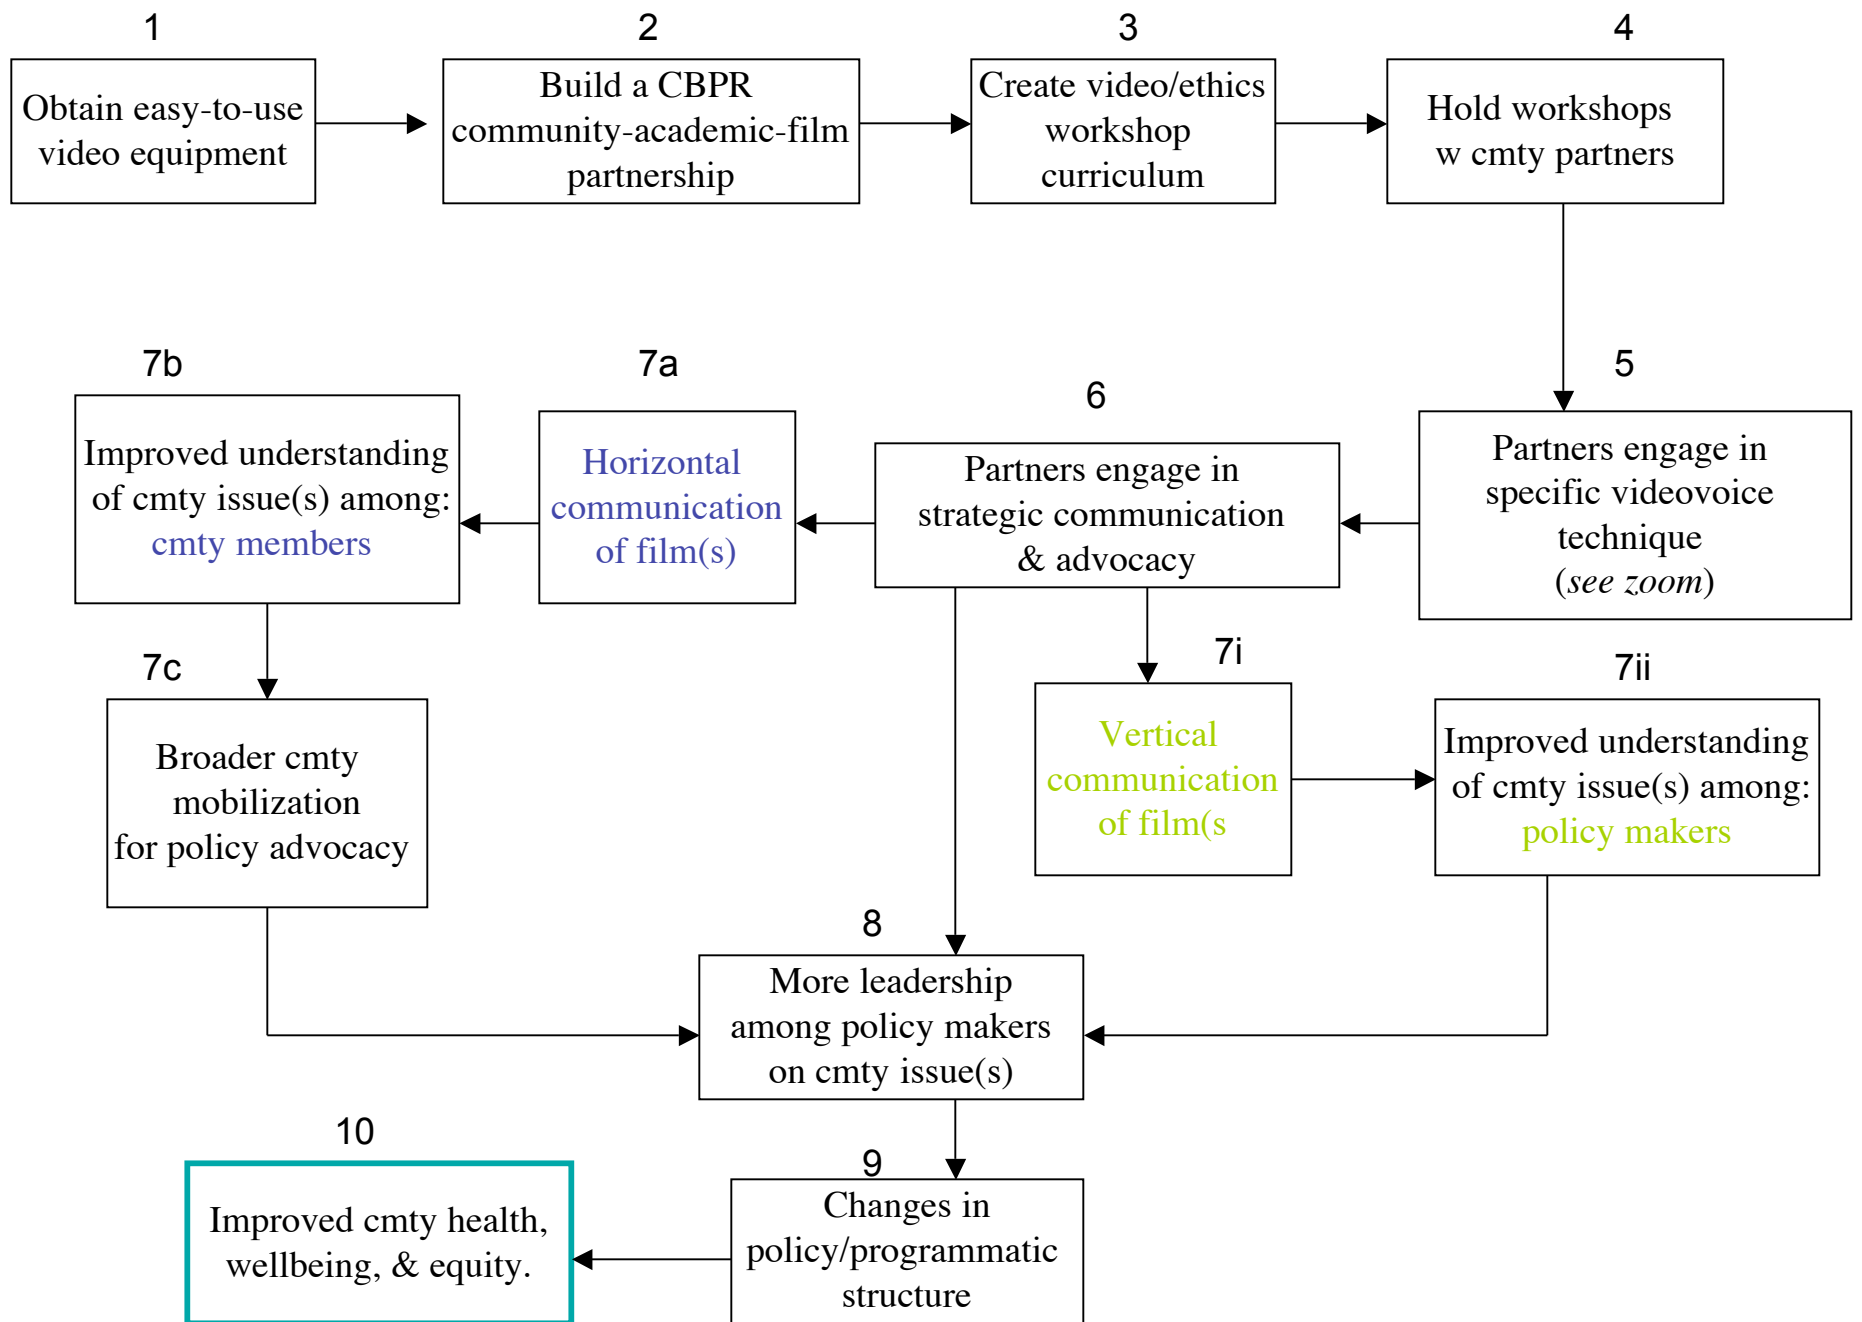 1
Obtain easy-to-use
video equipment
2
Build a CBPR
community-academic-film
partnership
3
Create video/ethics
workshop
curriculum
4
Hold workshops
w cmty partners
5
Partners engage in
specific videovoice
technique
(see zoom)
6
Partners engage in
strategic communication
& advocacy
7a
Horizontal
communication
of film(s)
7b
Improved understanding
of cmty issue(s) among:
cmty members
7c
Broader cmty
mobilization
for policy advocacy
7i
Vertical
communication
of film(s
7ii
Improved understanding
of cmty issue(s) among:
policy makers
8
More leadership
among policy makers
on cmty issue(s)
9
Changes in
policy/programmatic
structure
10
Improved cmty health,
wellbeing, & equity.